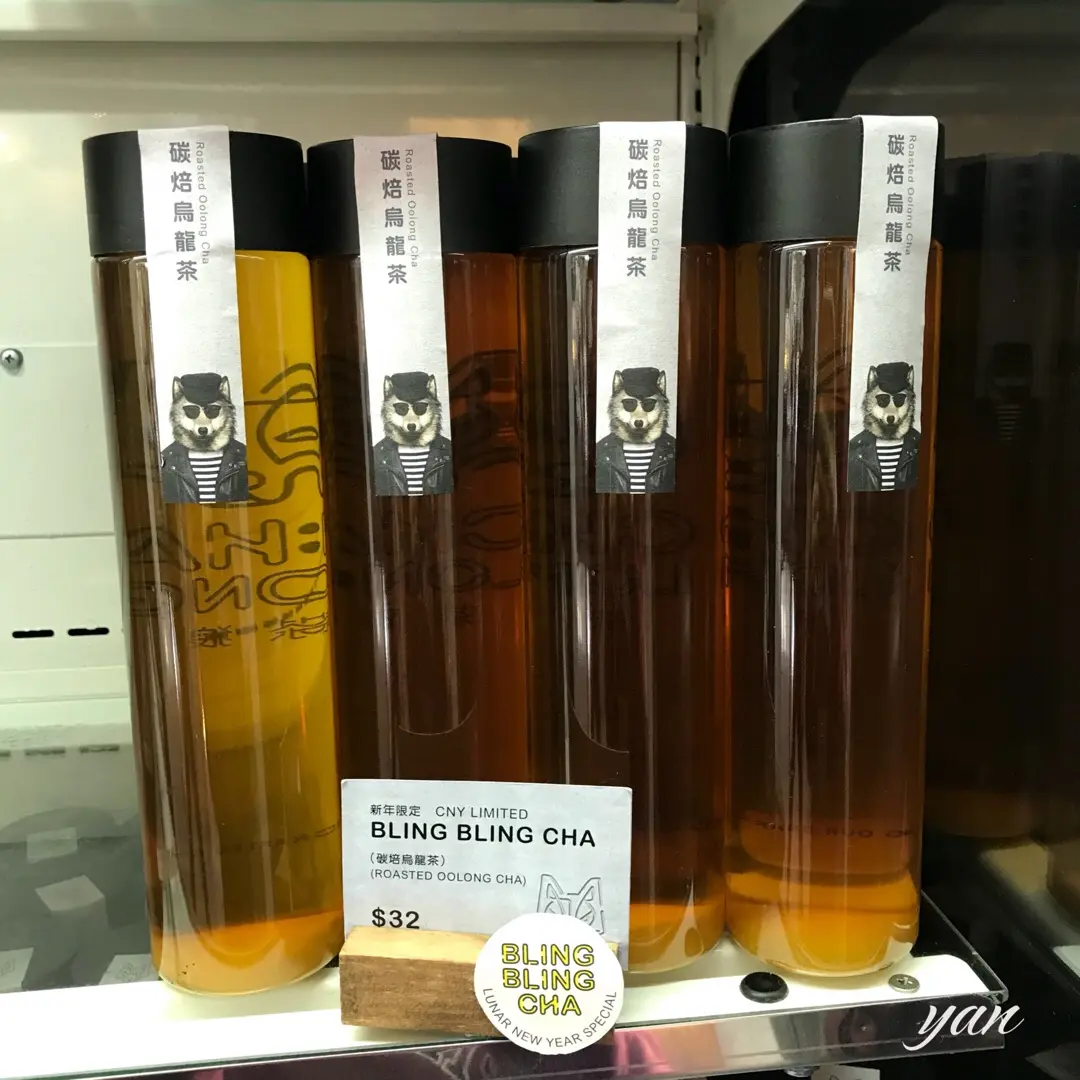 碳焙烏龍茶
Roasted Oolong Cha
碳焙烏龍茶
Roasted Oolong Cha
碳焙烏龍茶
Roasted Oolong Cha
碳焙烏龍茶
Roasted Oolong Cha
新年限定 CNY LIMITED
BLING BLING CHA
(碳培烏龍茶)
(ROASTED OOLONG CHA)
$32
BLING
BLING
CHA
LUNAR NEW YEAR SPECIAL
yan